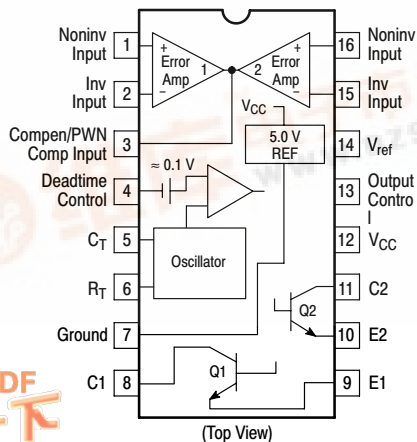 Noninv
Input
1
+
Error
Amp
1
2
+
Error
Amp
16
Noninv
Input
Inv
Input
2
–
–
15
Inv
Input
VCC
Compen/PWN
Comp Input
3
5.0 V
REF
14
Vref
≈ 0.1 V
Deadtime
Control
4
13
Output
Contro
l
CT
5
Oscillator
12
VCC
RT
6
11
C2
Q2
Ground
7
10
E2
C1
8
Q1
9
E1
(Top View)
DF